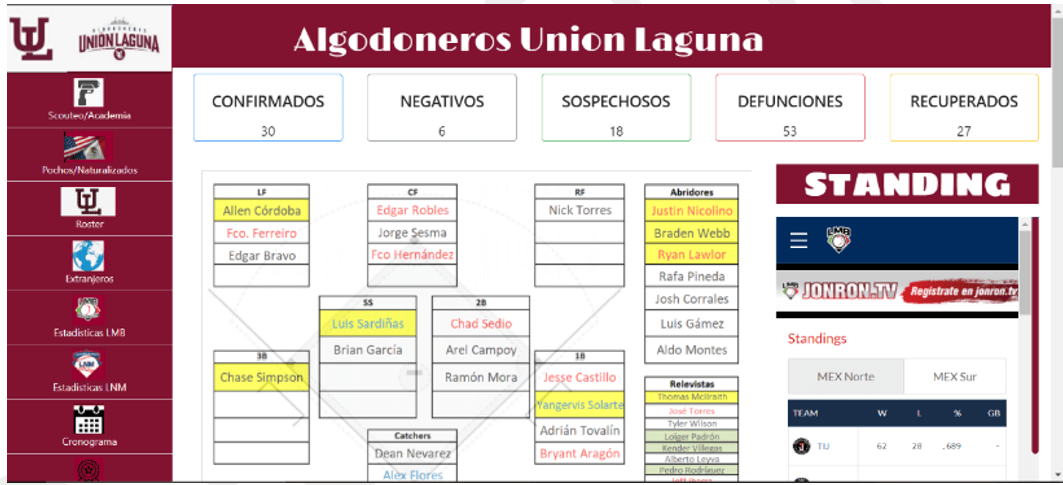 UL
UNION LAGUNA
Algodoneros Union Laguna
Scouteo/Academia
Pochos/Naturalizados
Roster
Extranjeros
Estadisticas LMB
Estadisticas LNM
Cronograma
CONFIRMADOS
30
NEGATIVOS
6
SOSPECHOSOS
18
DEFUNCIONES
53
RECUPERADOS
27
LF
Allen Córdoba
Fco. Ferreiro
Edgar Bravo
CF
Edgar Robles
Jorge Sesma
Fco Hernández
RF
Nick Torres
Abridores
Justin Nicolino
Braden Webb
Ryan Lawlor
Rafa Pineda
Josh Corrales
Luis Gámez
Aldo Montes
SS
Luis Sardiñas
Brian García
2B
Chad Sedio
Arel Campoy
Ramón Mora
3B
Chase Simpson
1B
Jesse Castillo
Yangervis Solarte
Adrián Tovalín
Bryant Aragón
Catchers
Dean Nevarez
Alex Flores
Relevistas
Thomas McIlraith
José Torres
Tyler Wilson
Loiger Padrón
Kender Villegas
Alberto Leyva
Pedro Rodríguez
Jeff Ibarra
STANDING
LMB
JONRON.TV Regístrate en jonron.tv
Standings
MEX Norte MEX Sur
TEAM W L % GB
TIJ 62 28 .689 -